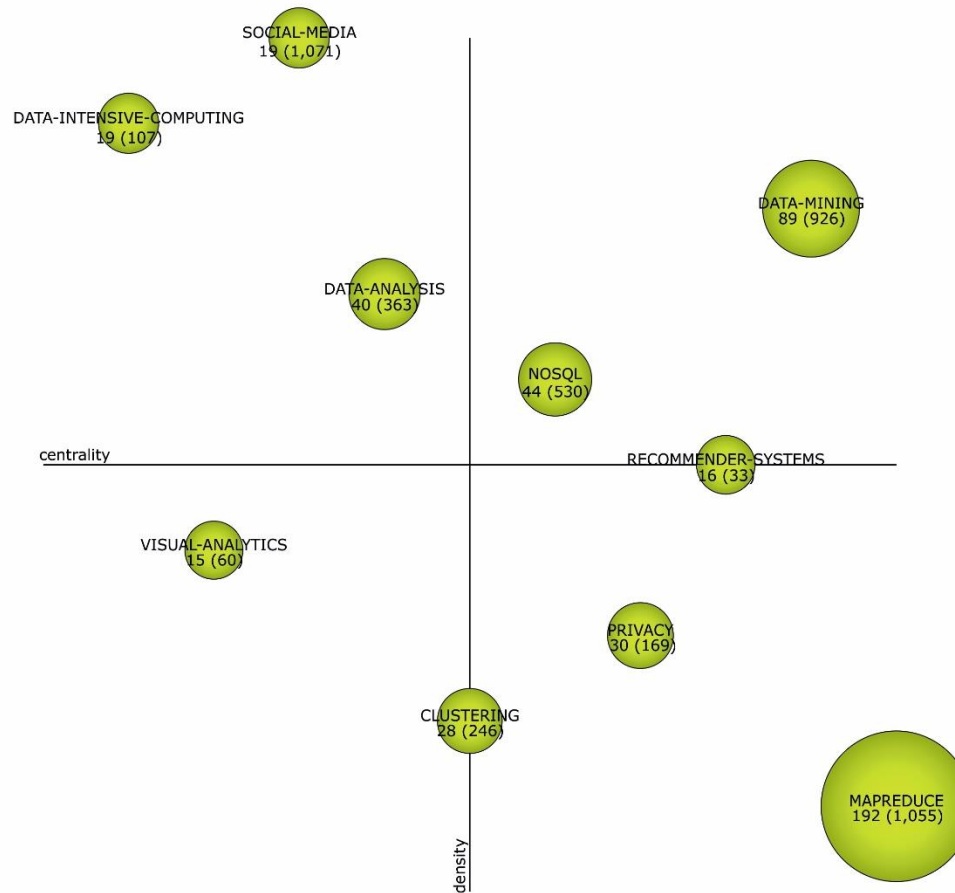 SOCIAL-MEDIA
19 (1,071)
DATA-INTENSIVE-COMPUTING
19 (107)
DATA-MINING
89 (926)
DATA-ANALYSIS
40 (363)
NOSQL
44 (530)
centrality
RECOMMENDER-SYSTEMS
16 (33)
VISUAL-ANALYTICS
15 (60)
PRIVACY
30 (169)
CLUSTERING
28 (246)
MAPREDUCE
192 (1,055)
density